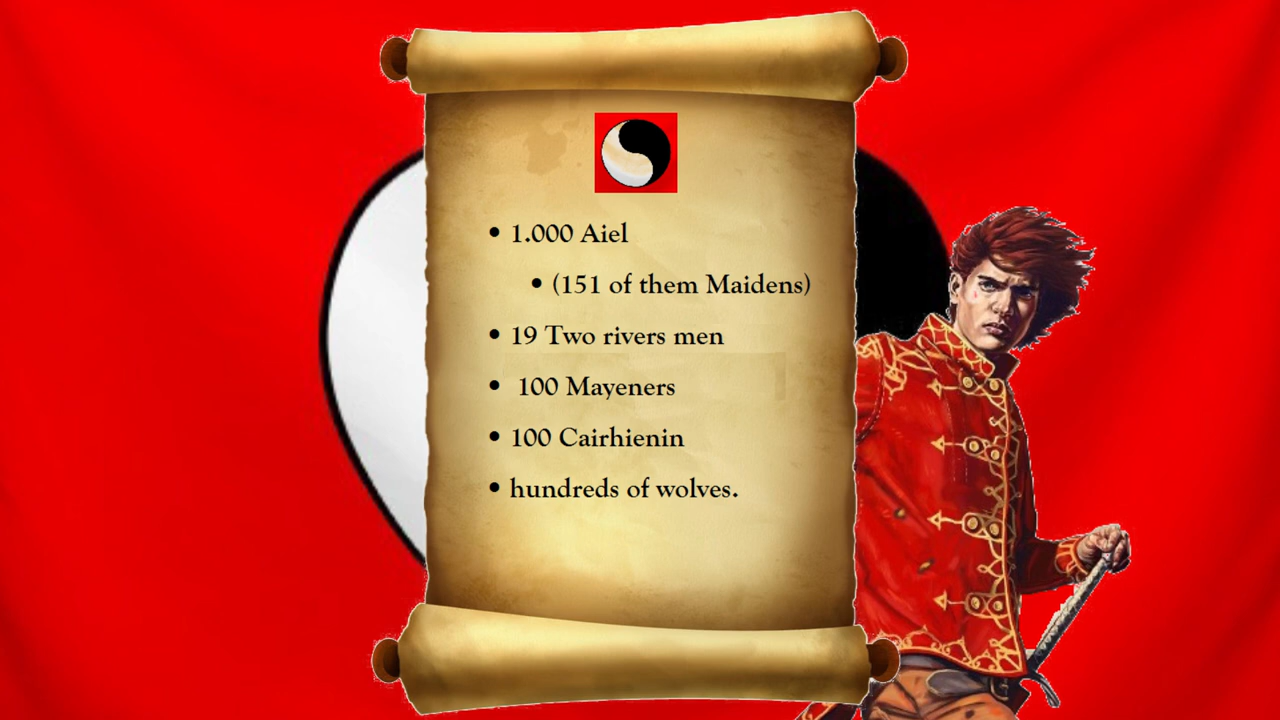 • 1.000 Aiel
• (151 of them Maidens)
• 19 Two rivers men
• 100 Mayeners
• 100 Cairhienin
• hundreds of wolves.